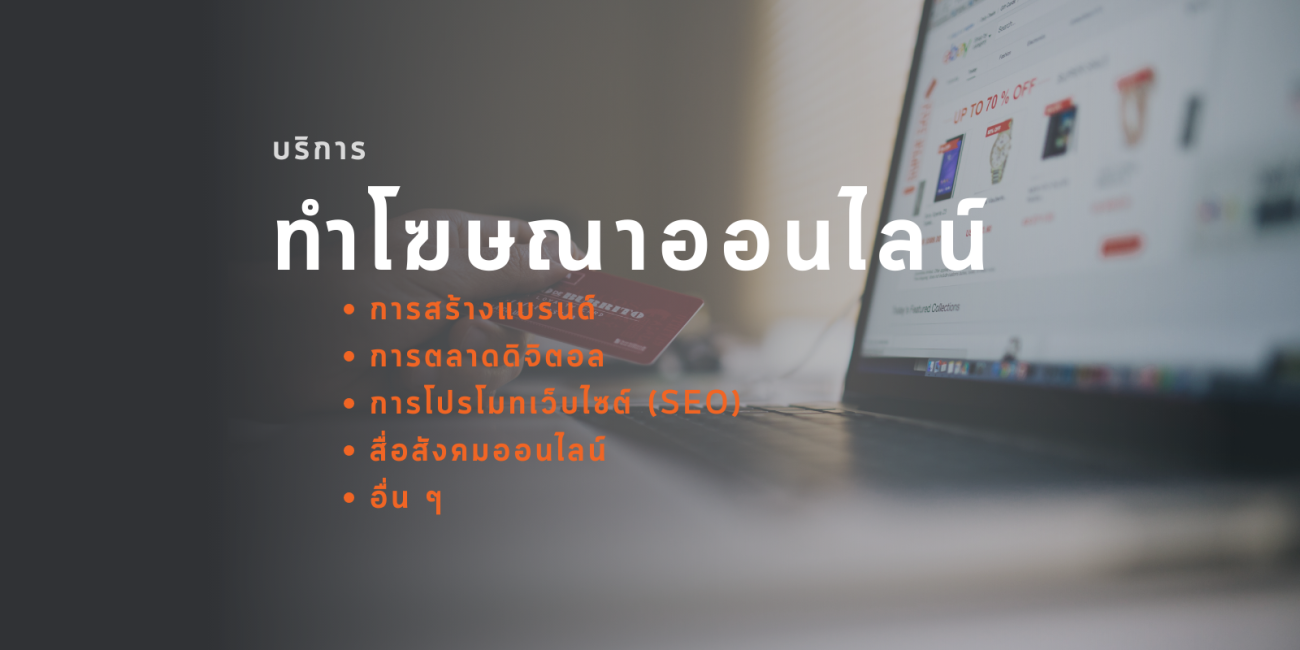 บริการ
ทำโฆษณาออนไลน์
• การสร้างแบรนด์
• การตลาดดิจิตอล
• การโปรโมทเว็บไซต์ (SEO)
• สื่อสังคมออนไลน์
• อื่น ๆ
UP TO 70 % OFF
Featured Collections